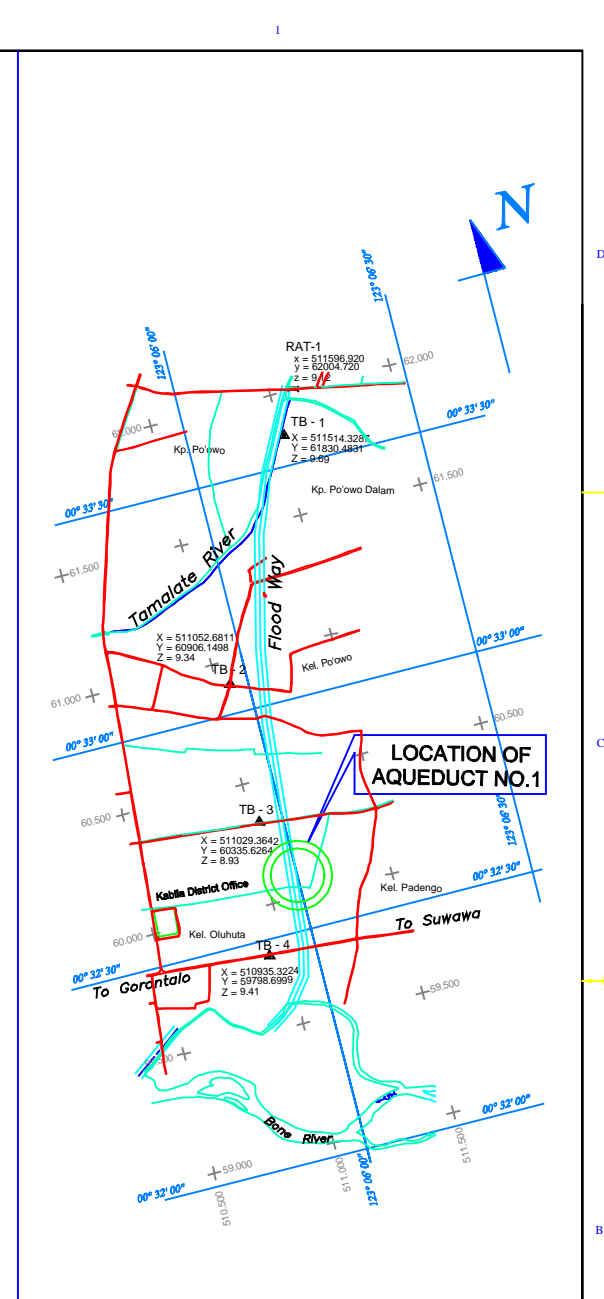 1
D
N
123° 06' 30"
123° 06' 00"
RAT-1
x = 511596.920
y = 62004.720
62.000
00° 33' 30"
TB - 1
X = 511514.3287
Y = 61830.4831
Z = 9.69
62.000
Kp. Po'owo
Kp. Po'owo Dalam
61.500
00° 33' 30"
Tamalate River
61.500
Flood Way
X = 511052.6811
Y = 60906.1498
Z = 9.34
00° 33' 00"
TB - 2
Kel. Po'owo
61.000
60.500
00° 33' 00"
LOCATION OF
AQUEDUCT NO.1
60.500
TB - 3
123° 06' 30"
X = 511029.3642
Y = 60335.6264
Z = 8.93
00° 32' 30"
Kabila District Office
Kel. Padengo
To Suwawa
60.000
Kel. Oluhuta
TB - 4
00° 32' 30"
To Gorontalo
X = 510935.3224
Y = 59798.6999
Z = 9.41
59.500
C
Bone River
00° 32' 00"
511.500
59.000
511.000
123° 06' 00"
00° 32' 00"
510.500
B